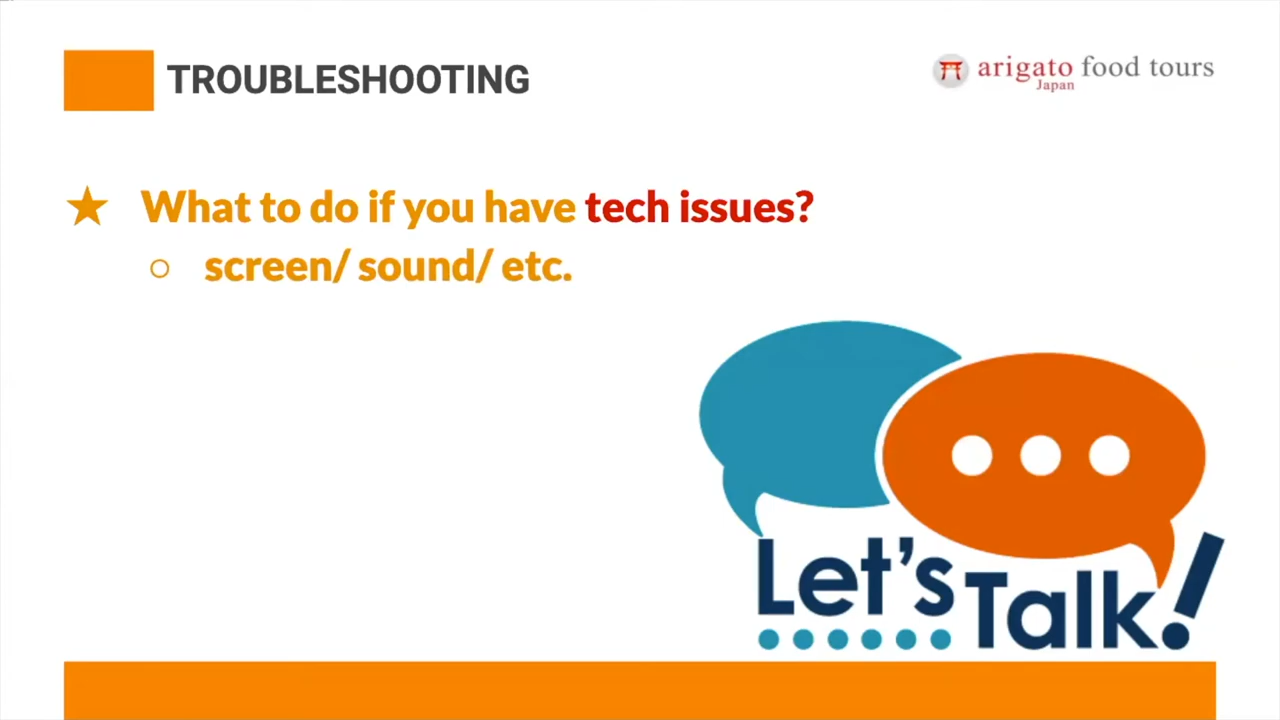 TROUBLESHOOTING
arigato food tours
Japan
★ What to do if you have tech issues?
○ screen/ sound/ etc.
Let's
Talk!